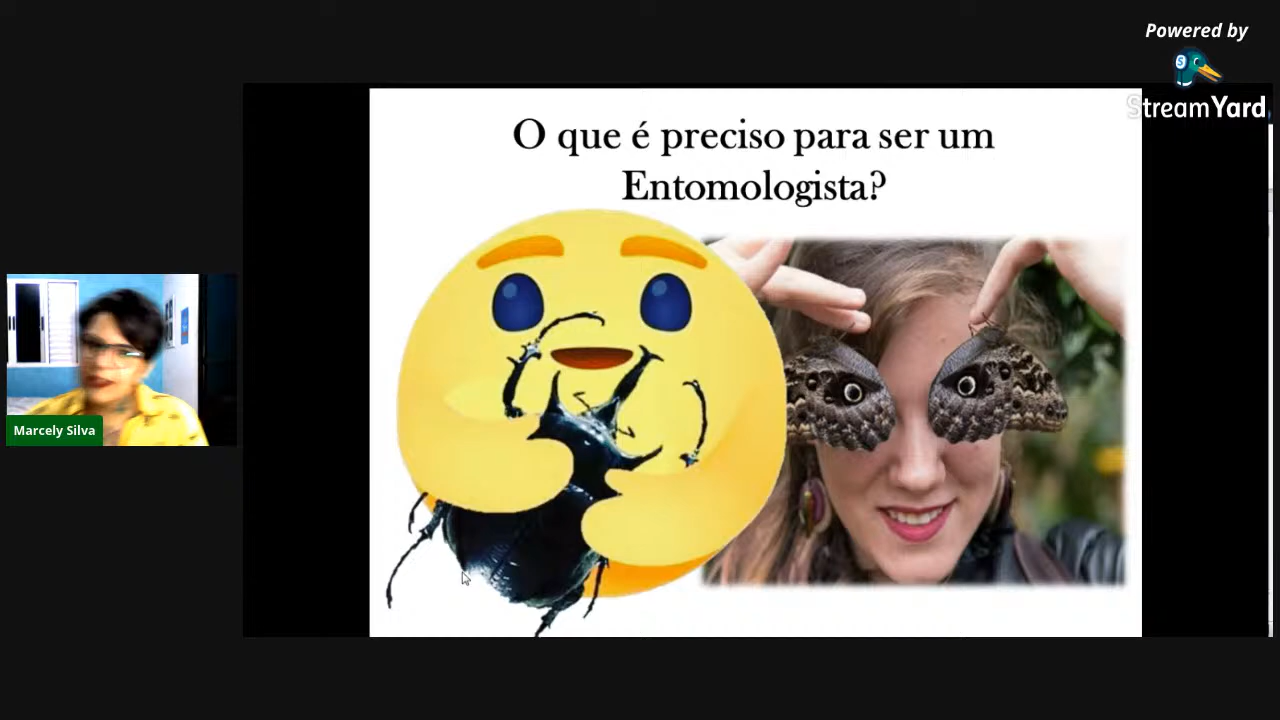 Powered by
StreamYard
O que é preciso para ser um
Entomologista?
Marcely Silva